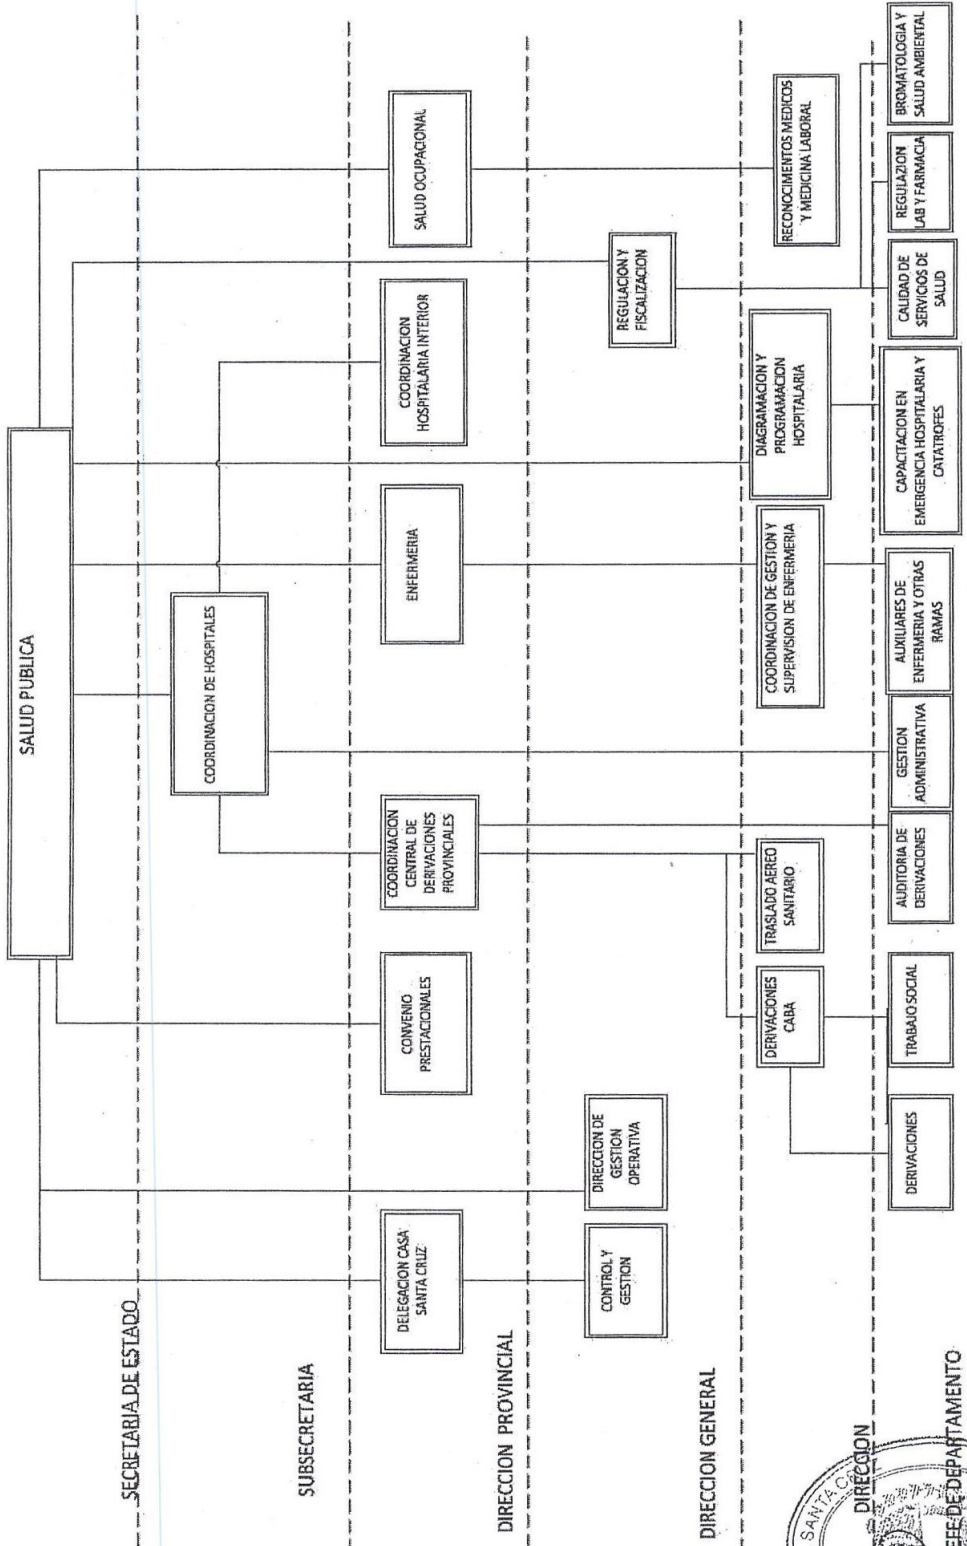 SALUD PUBLICA
SECRETARIA DE ESTADO
COORDINACION DE HOSPITALES
SUBSECRETARIA
DELEGACION CASA
SANTA CRUZ
CONVENIO
PRESTACIONALES
COORDINACION
CENTRAL DE
DERIVACIONES
PROVINCIALES
ENFERMERIA
COORDINACION
HOSPITALARIA INTERIOR
SALUD OCUPACIONAL
DIRECCION PROVINCIAL
CONTROL Y
GESTION
DIRECCION DE
GESTION
OPERATIVA
REGULACION Y
FISCALIZACION
DIRECCION GENERAL
DERIVACIONES
CABA
TRASLADO AEREO
SANITARIO
COORDINACION DE GESTION Y
SUPERVISION DE ENFERMERIA
DIAGRAMACION Y
PROGRAMACION
HOSPITALARIA
RECONOCIMENTOS MEDICOS
Y MEDICINA LABORAL
DIRECCION
DERIVACIONES
TRABAJO SOCIAL
AUDITORIA DE
DERIVACIONES
GESTION
ADMINISTRATIVA
AUXILIARES DE
ENFERMERIA Y OTRAS
RAMAS
CAPACITACION EN
EMERGENCIA HOSPITALARIA Y
CATATROFES
CALIDAD DE
SERVICIOS DE
SALUD
REGULAZION
LAB Y FARMACIA
BROMATOLOGIA Y
SALUD AMBIENTAL
EFE DE DEPARTAMENTO
SANTA